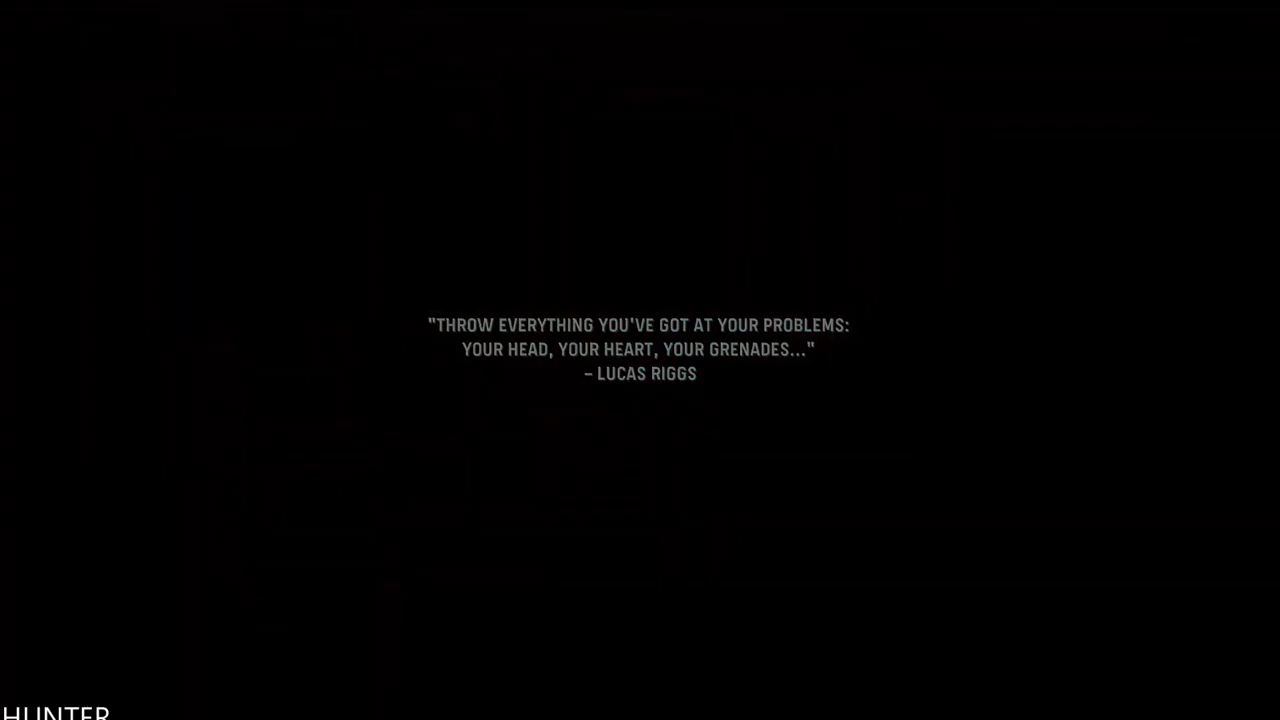 "THROW EVERYTHING YOU'VE GOT AT YOUR PROBLEMS:
YOUR HEAD, YOUR HEART, YOUR GRENADES..."
– LUCAS RIGGS
HUNTER